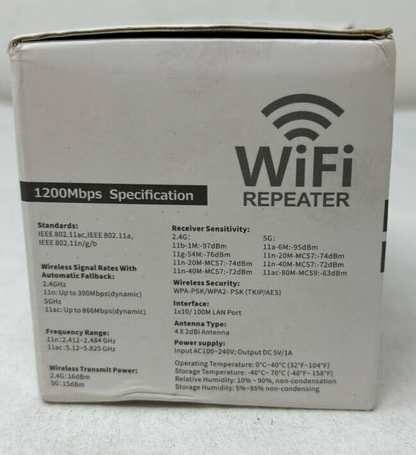 WiFi
REPEATER
1200Mbps Specification
Standards:
IEEE 802.11ac,IEEE 802.11a,
IEEE 802.11n/g/b
Wireless Signal Rates With
Automatic Fallback:
2.4GHz
11n: Up to 300Mbps(dynamic)
5GHz
11ac: Up to 866Mbps(dynamic)
Frequency Range:
11n:2.412-2.484 GHz
11ac:5.12-5.825 GHz
Wireless Transmit Power:
2.4G:16dBm
5G:15dBm
Receiver Sensitivity:
2.4G:
11b-1M:-97dBm
11g-54M:-76dBm
11n-20M-MCS7:-74dBm
11n-40M-MCS7:-72dBm
5G:
11a-6M:-95dBm
11n-20M-MCS7:-74dBm
11n-40M-MCS7:-72dBm
11ac-80M-MCS9:-63dBm
Wireless Security:
WPA-PSK/WPA2- PSK (TKIP/AES)
Interface:
1x10/ 100M LAN Port
Antenna Type:
4 X 2dBi Antenna
Power supply:
Input AC100~240V; Output DC 5V/1A
Operating Temperature: 0°C~40°C (32°F~104°F)
Storage Temperature: -40°C~ 70°C (-40°F~ 158°F)
Relative Humidity: 10% ~ 90%, non-condensation
Storage Humidity: 5%~95% non-condensing